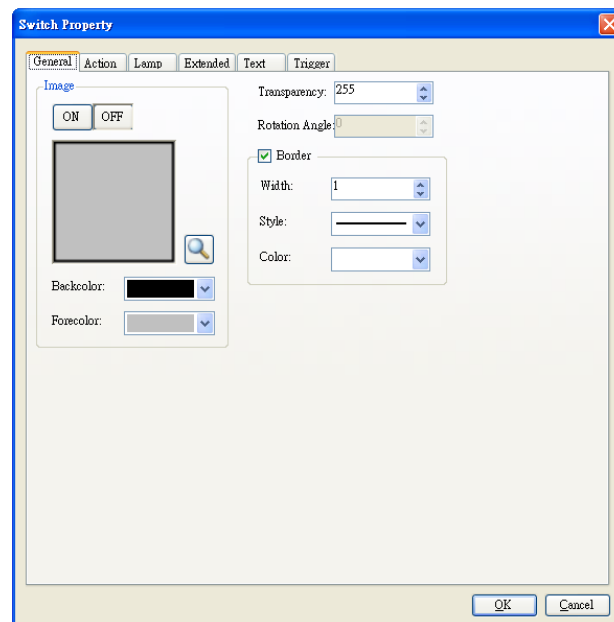 Switch Property
General Action Lamp Extended Text Trigger
Image
ON OFF
Backcolor:
Forecolor:
Transparency: 255
Rotation Angle: 0
Border
Width: 1
Style:
Color:
OK Cancel